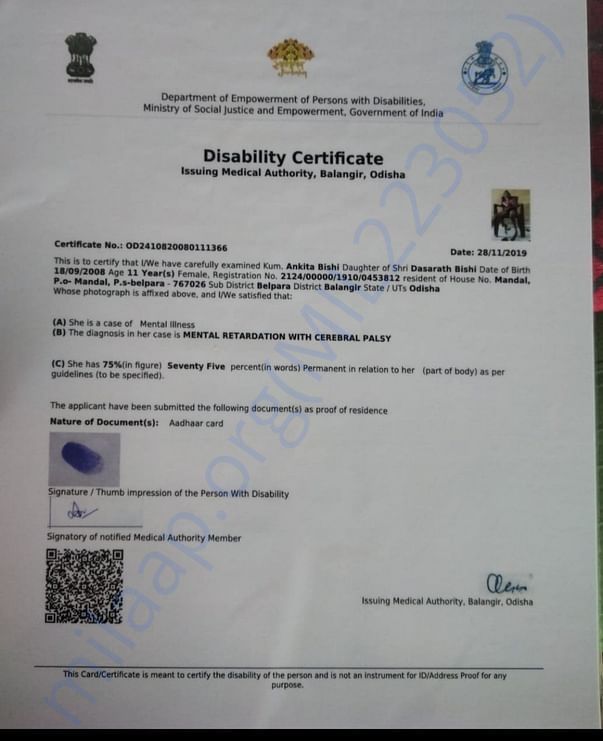 Department of Empowerment of Persons with Disabilities,
Ministry of Social Justice and Empowerment, Government of India
Disability Certificate
Issuing Medical Authority, Balangir, Odisha
Certificate No.: OD2410820080111366
Date: 28/11/2019
This is to certify that I/We have carefully examined Kum. Ankita Bishi Daughter of Shri Dasarath Bishi Date of Birth
18/09/2008 Age 11 Year(s) Female, Registration No. 2124/00000/1910/0453812 resident of House No. Mandal,
P.o- Mandal, P.s-belpara - 767026 Sub District Belpara District Balangir State / UTs Odisha
Whose photograph is affixed above, and I/We satisfied that:
(A) She is a case of Mental Illness
(B) The diagnosis in her case is MENTAL RETARDATION WITH CEREBRAL PALSY
(C) She has 75%(in figure) Seventy Five percent(in words) Permanent in relation to her (part of body) as per
guidelines (to be specified).
The applicant have been submitted the following document(s) as proof of residence
Nature of Document(s): Aadhaar card
Signature / Thumb impression of the Person With Disability
Signatory of notified Medical Authority Member
Issuing Medical Authority, Balangir, Odisha
This Card/Certificate is meant to certify the disability of the person and is not an instrument for ID/Address Proof for any
purpose.
milaap.org(MIL223052)